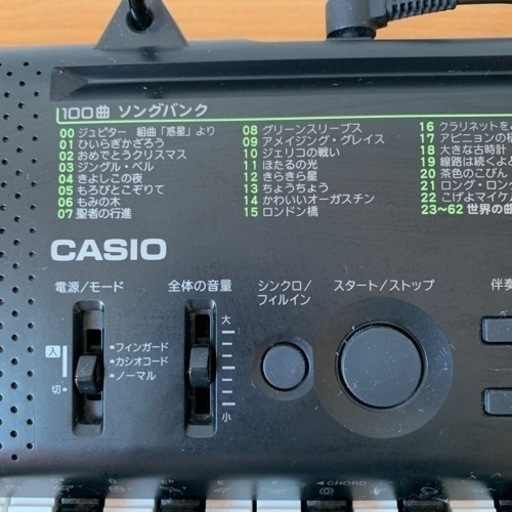 100曲 ソングバンク
00 ジュピター 組曲「惑星」より
01 ひいらぎかざろう
02 おめでとうクリスマス
03 ジングル・ベル
04 きよしこの夜
05 もろびとこぞりて
06 もみの木
07 聖者の行進
08 グリーンスリーブス
09 アメイジング・グレイス
10 ジェリコの戦い
11 ほたるの光
12 きらきら星
13 ちょうちょう
14 かわいいオーガスチン
15 ロンドン橋
16 クラリネットを
17 アビニョンの
18 大きな古時計
19 線路は続くよ
20 茶色のこびん
21 ロング・ロング
22 こげよマイケル
23~62 世界の曲
CASIO
電源/モード
全体の音量
シンクロ/
フィルイン
スタート/ストップ
伴奏
入
切
フィンガード
カシオコード
ノーマル
大
小
CHORD